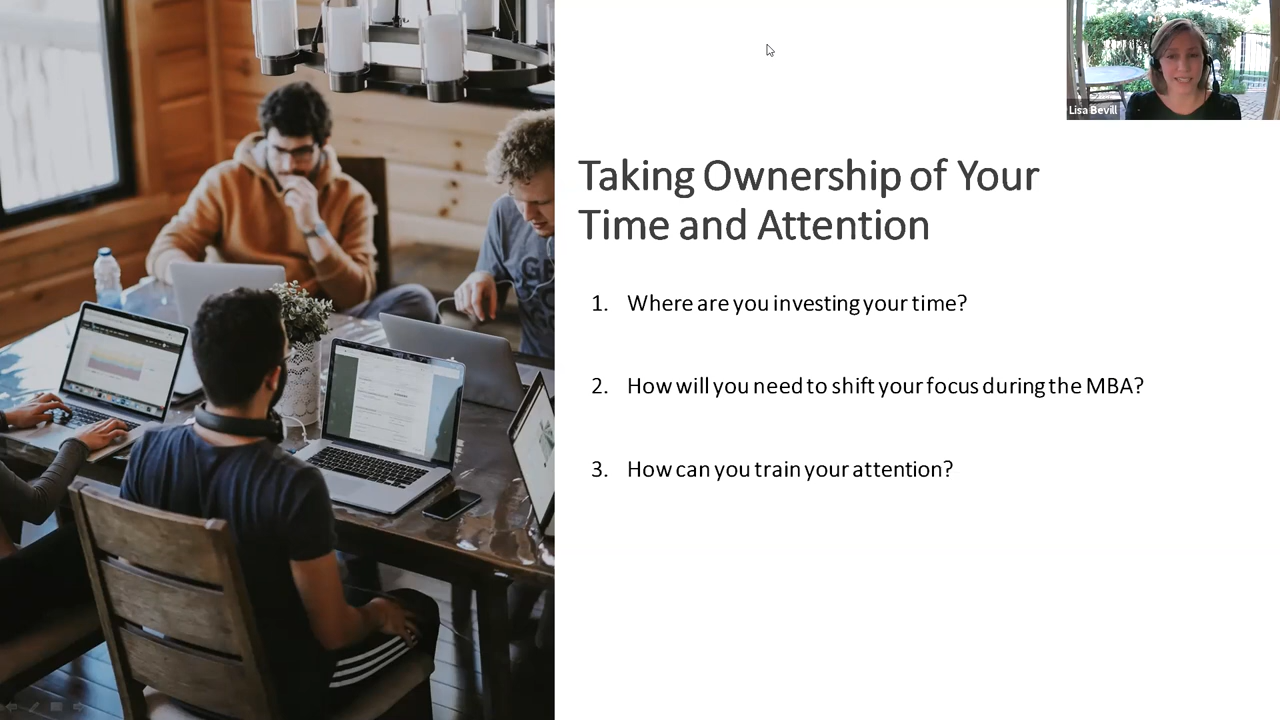 Lisa Bevill
Taking Ownership of Your
Time and Attention
1. Where are you investing your time?
2. How will you need to shift your focus during the MBA?
3. How can you train your attention?